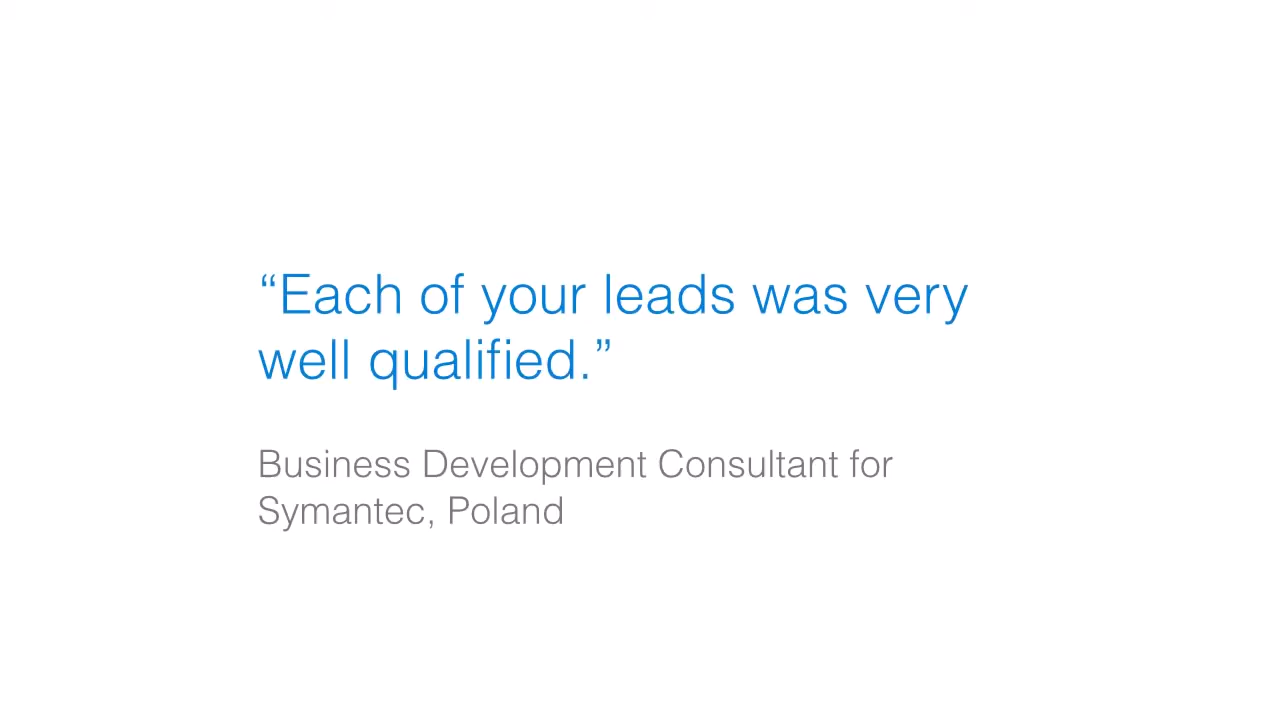 “Each of your leads was very
well qualified.”
Business Development Consultant for
Symantec, Poland